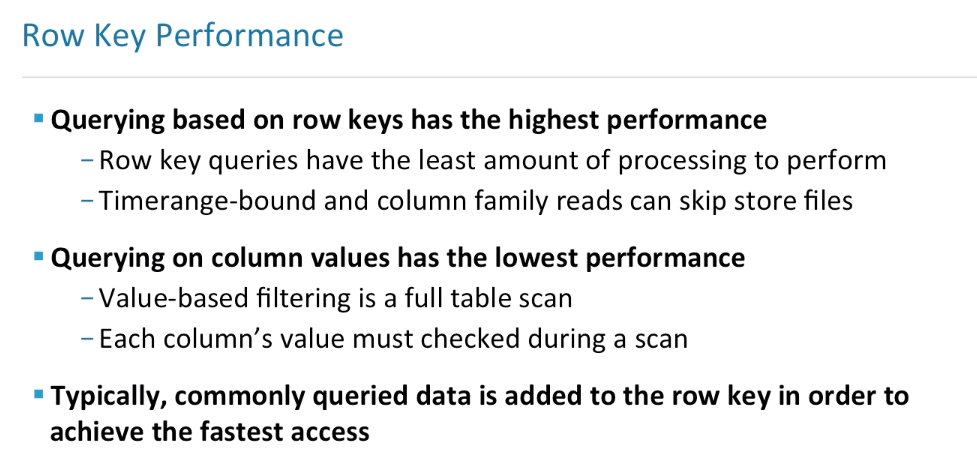 Row Key Performance
▪ Querying based on row keys has the highest performance
– Row key queries have the least amount of processing to perform
– Timerange-bound and column family reads can skip store files
▪ Querying on column values has the lowest performance
– Value-based filtering is a full table scan
– Each column's value must checked during a scan
▪ Typically, commonly queried data is added to the row key in order to
achieve the fastest access